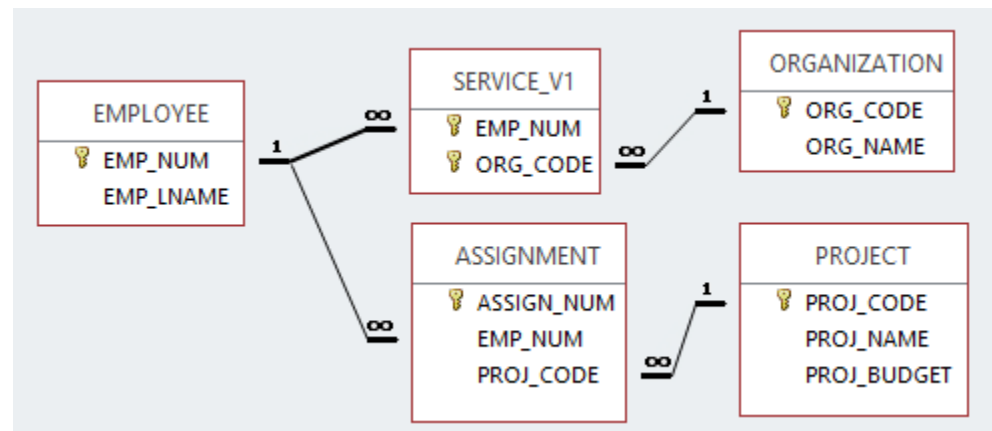 EMPLOYEE
EMP_NUM
EMP_LNAME
1
∞
∞
SERVICE_V1
EMP_NUM
ORG_CODE
∞
1
ORGANIZATION
ORG_CODE
ORG_NAME
ASSIGNMENT
ASSIGN_NUM
EMP_NUM
PROJ_CODE
∞
1
PROJECT
PROJ_CODE
PROJ_NAME
PROJ_BUDGET